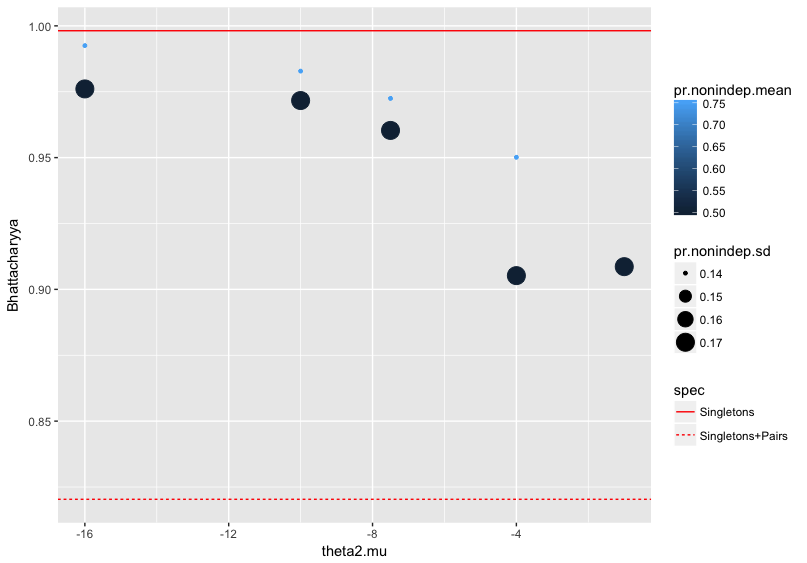 1.00
0.95
0.90
0.85
Bhattacharyya
-16
-12
-8
-4
theta2.mu
pr.nonindep.mean
0.75
0.70
0.65
0.60
0.55
0.50
pr.nonindep.sd
0.14
0.15
0.16
0.17
spec
Singletons
Singletons+Pairs